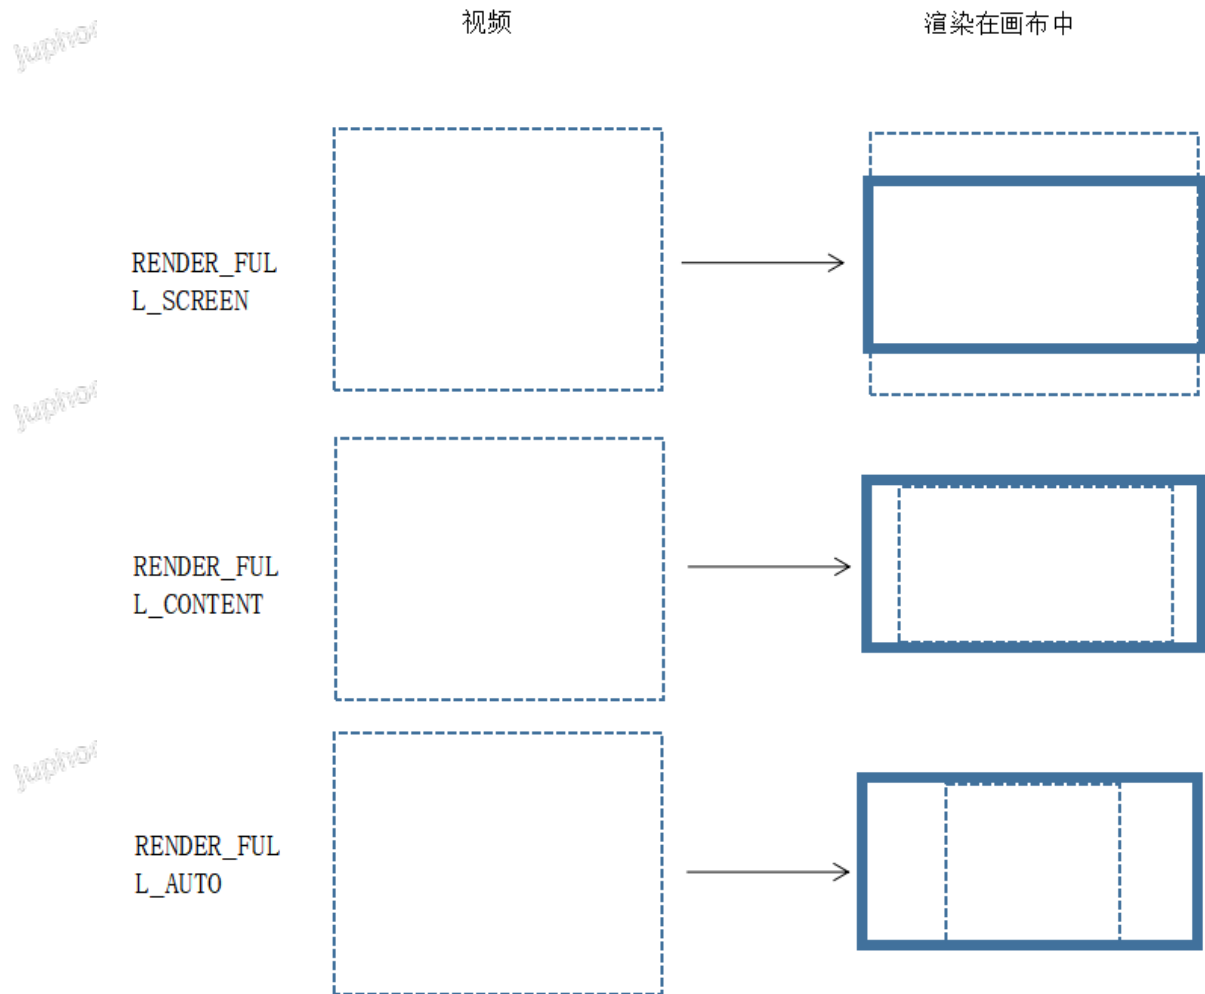 视频
渲染在画布中
RENDER_FUL
L_SCREEN
RENDER_FUL
L_CONTENT
RENDER_FUL
L_AUTO